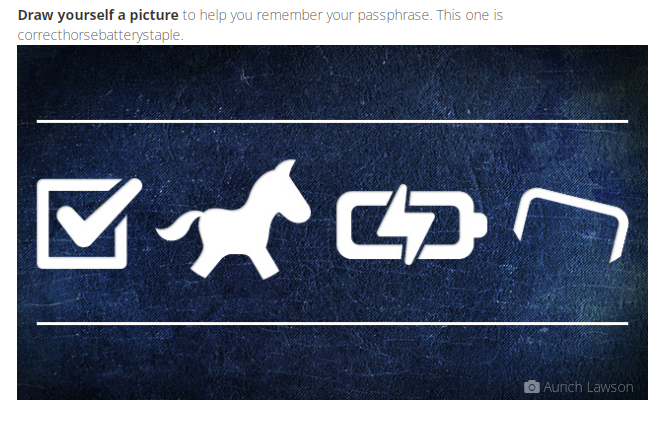 Draw yourself a picture to help you remember your passphrase. This one is
correcthorsebatterystaple.
Aurich Lawson